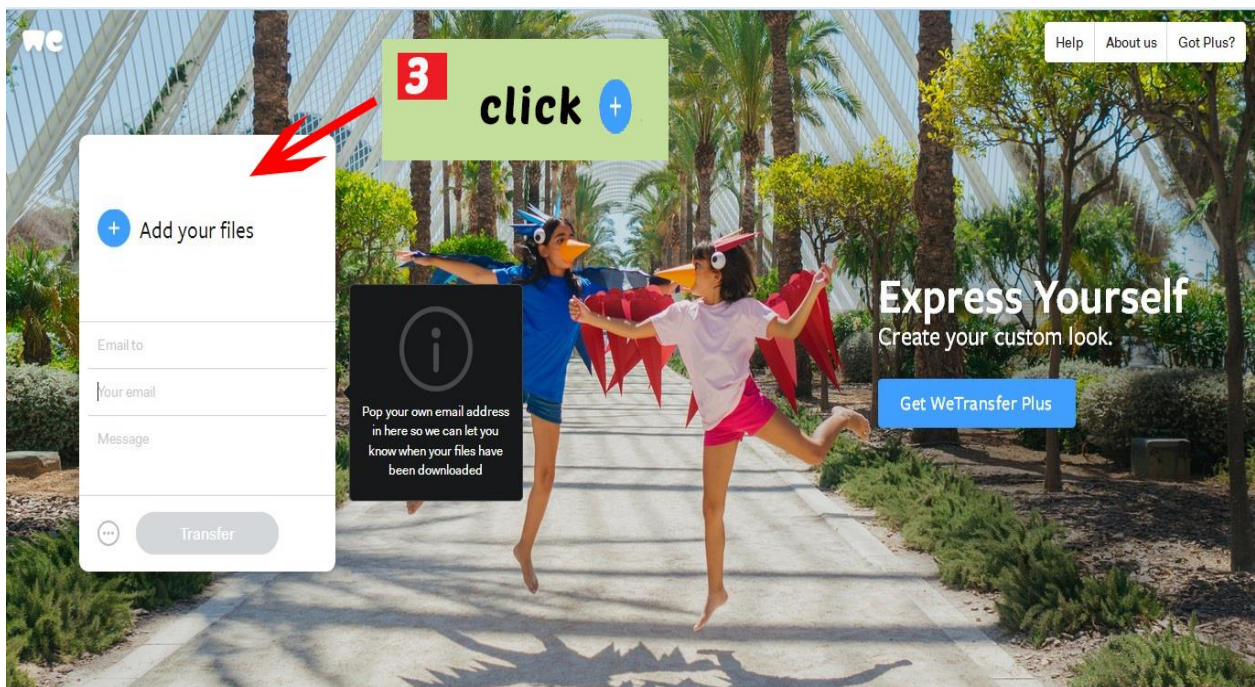 we
Help About us Got Plus?
3
click +
+ Add your files
Email to
Your email
Message
Transfer
Pop your own email address
in here so we can let you
know when your files have
been downloaded
Express Yourself
Create your custom look.
Get WeTransfer Plus